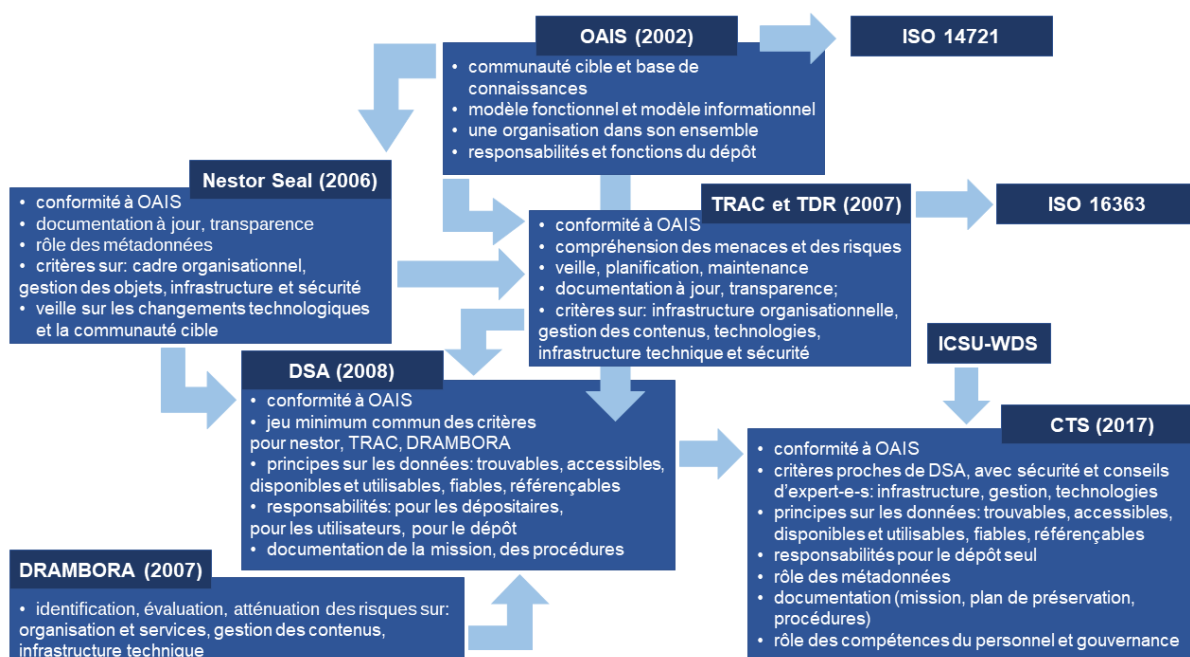 OAIS (2002)
ISO 14721
• communauté cible et base de
connaissances
• modèle fonctionnel et modèle informationnel
• une organisation dans son ensemble
• responsabilités et fonctions du dépôt
Nestor Seal (2006)
• conformité à OAIS
• documentation à jour, transparence
• rôle des métadonnées
• critères sur: cadre organisationnel,
gestion des objets, infrastructure et sécurité
• veille sur les changements technologiques
et la communauté cible
TRAC et TDR (2007)
ISO 16363
• conformité à OAIS
• compréhension des menaces et des risques
• veille, planification, maintenance
• documentation à jour, transparence;
• critères sur: infrastructure organisationnelle,
gestion des contenus, technologies,
infrastructure technique et sécurité
ICSU-WDS
DSA (2008)
• conformité à OAIS
• jeu minimum commun des critères
pour nestor, TRAC, DRAMBORA
• principes sur les données: trouvables, accessibles,
disponibles et utilisables, fiables, référençables
• responsabilités: pour les dépositaires,
pour les utilisateurs, pour le dépôt
• documentation de la mission, des procédures
CTS (2017)
• conformité à OAIS
• critères proches de DSA, avec sécurité et conseils
d'expert-e-s: infrastructure, gestion, technologies
• principes sur les données: trouvables, accessibles,
disponibles et utilisables, fiables, référençables
• responsabilités pour le dépôt seul
• rôle des métadonnées
• documentation (mission, plan de préservation,
procédures)
• rôle des compétences du personnel et gouvernance
DRAMBORA (2007)
• identification, évaluation, atténuation des risques sur:
organisation et services, gestion des contenus,
infrastructure technique